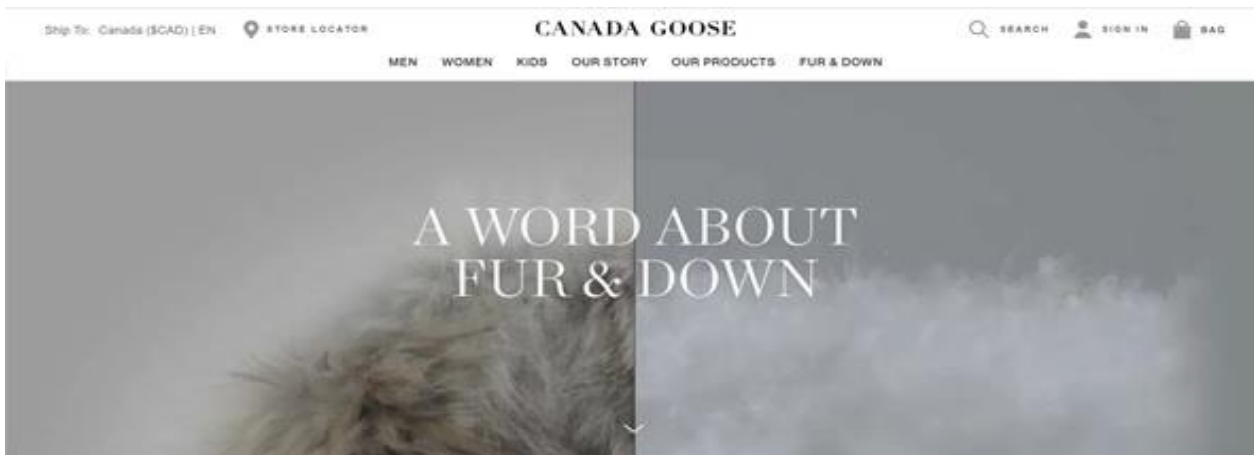 Ship To: Canada ($CAD) | EN
STORE LOCATOR
CANADA GOOSE
SEARCH
SIGN IN
BAG
MEN WOMEN KIDS OUR STORY OUR PRODUCTS FUR & DOWN
A WORD ABOUT
FUR & DOWN